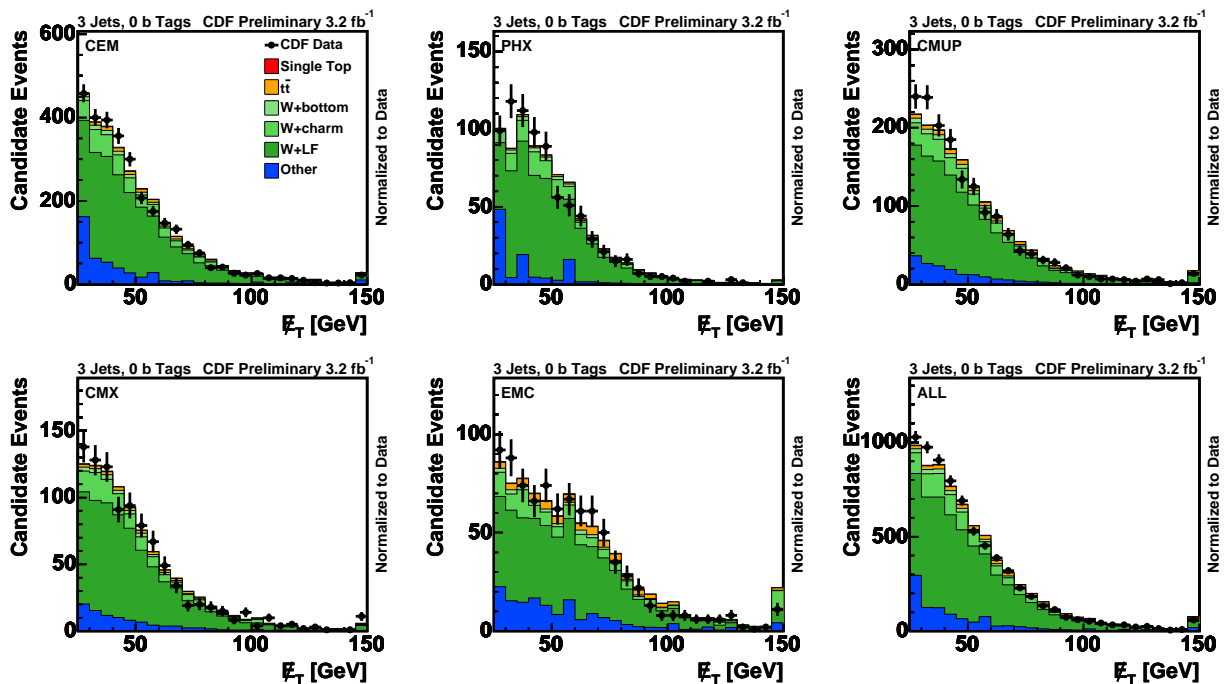 3 Jets, 0 b Tags CDF Preliminary 3.2 fb⁻¹
CEM
CDF Data
Single Top
tt̄
W+bottom
W+charm
W+LF
Other
Candidate Events
Normalized to Data
0
200
400
600
50 100 150
E̸_T [GeV]
3 Jets, 0 b Tags CDF Preliminary 3.2 fb⁻¹
PHX
Candidate Events
Normalized to Data
0
50
100
150
50 100 150
E̸_T [GeV]
3 Jets, 0 b Tags CDF Preliminary 3.2 fb⁻¹
CMUP
Candidate Events
Normalized to Data
0
100
200
300
50 100 150
E̸_T [GeV]
3 Jets, 0 b Tags CDF Preliminary 3.2 fb⁻¹
CMX
Candidate Events
Normalized to Data
0
50
100
150
50 100 150
E̸_T [GeV]
3 Jets, 0 b Tags CDF Preliminary 3.2 fb⁻¹
EMC
Candidate Events
Normalized to Data
0
50
100
50 100 150
E̸_T [GeV]
3 Jets, 0 b Tags CDF Preliminary 3.2 fb⁻¹
ALL
Candidate Events
Normalized to Data
0
500
1000
50 100 150
E̸_T [GeV]